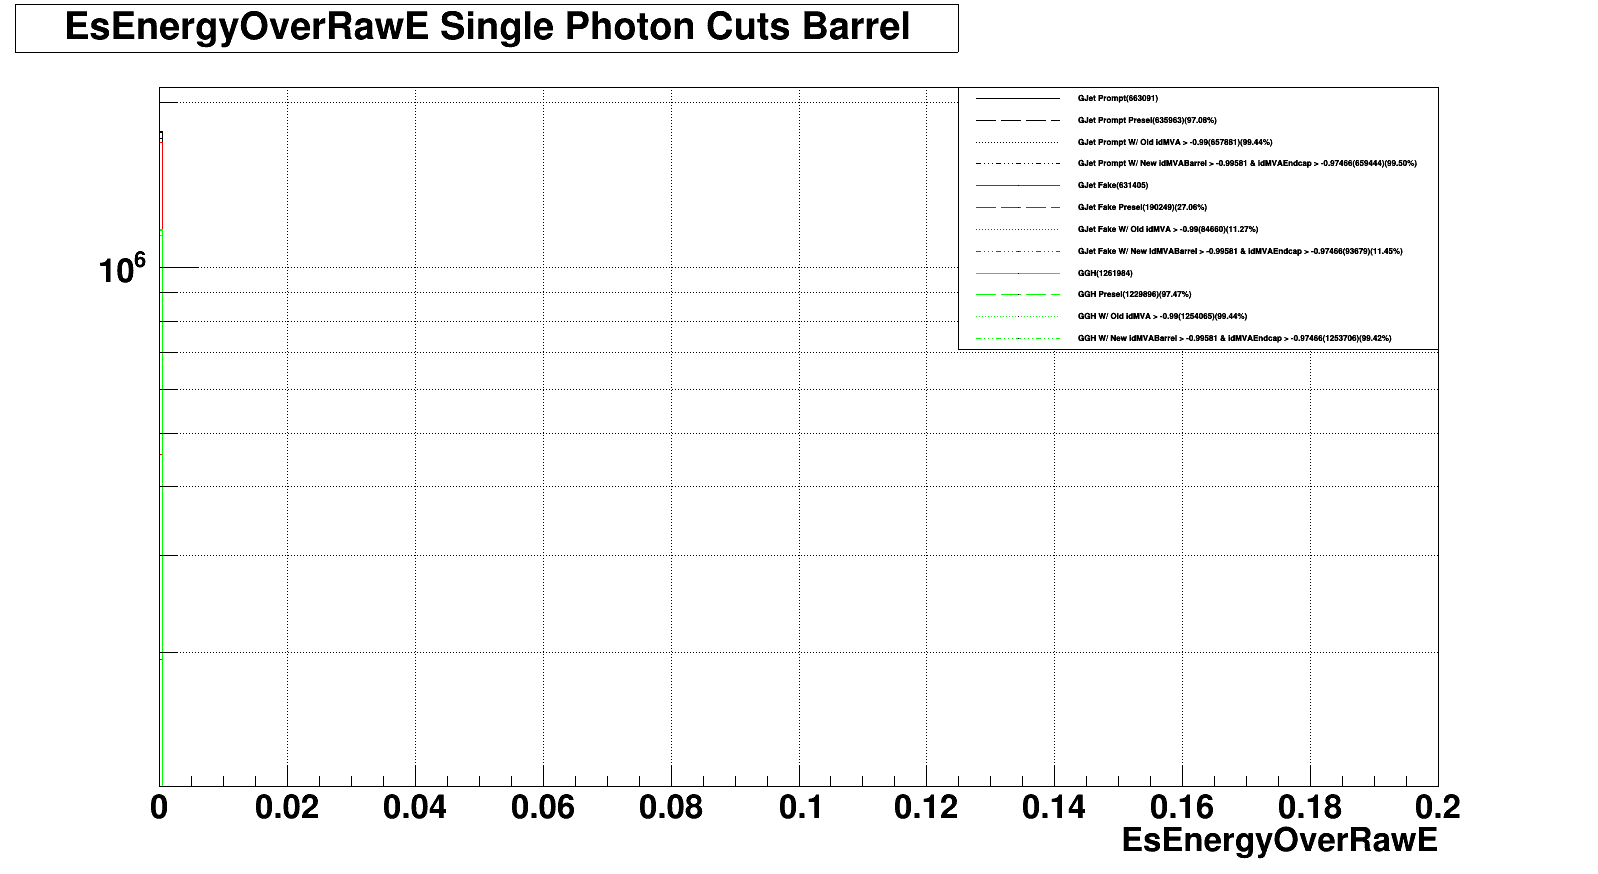 EsEnergyOverRawE Single Photon Cuts Barrel
GJet Prompt(663091)
GJet Prompt Presel(635963)(97.08%)
GJet Prompt W/ Old idMVA > -0.99(657881)(99.44%)
GJet Prompt W/ New idMVABarrel > -0.99581 & idMVAEndcap > -0.97466(659444)(99.50%)
GJet Fake(631405)
GJet Fake Presel(190249)(27.06%)
GJet Fake W/ Old idMVA > -0.99(84660)(11.27%)
GJet Fake W/ New idMVABarrel > -0.99581 & idMVAEndcap > -0.97466(93679)(11.45%)
GGH(1261984)
GGH Presel(1229896)(97.47%)
GGH W/ Old idMVA > -0.99(1254065)(99.44%)
GGH W/ New idMVABarrel > -0.99581 & idMVAEndcap > -0.97466(1253706)(99.42%)
10⁶
0 0.02 0.04 0.06 0.08 0.1 0.12 0.14 0.16 0.18 0.2
EsEnergyOverRawE